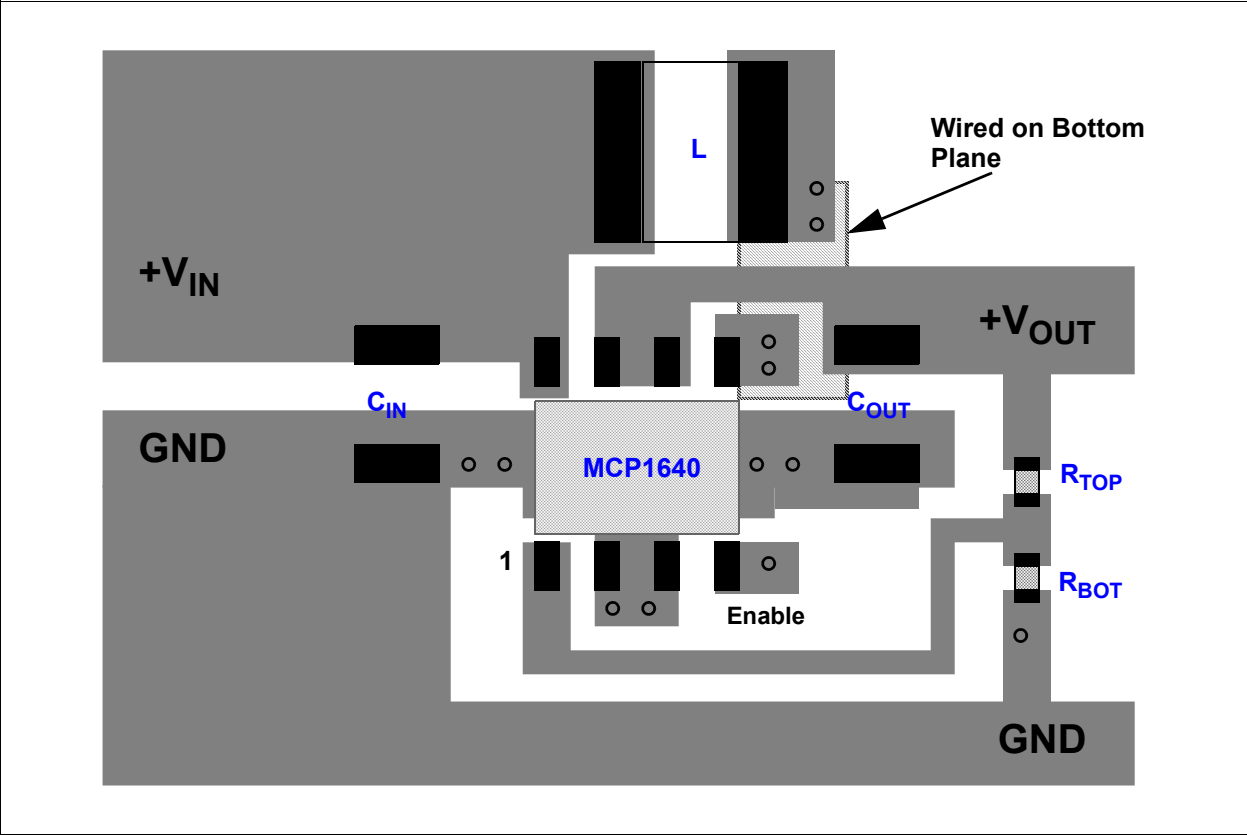 Wired on Bottom
Plane
L
+VIN
+VOUT
CIN
COUT
GND
MCP1640
RTOP
1
RBOT
Enable
GND